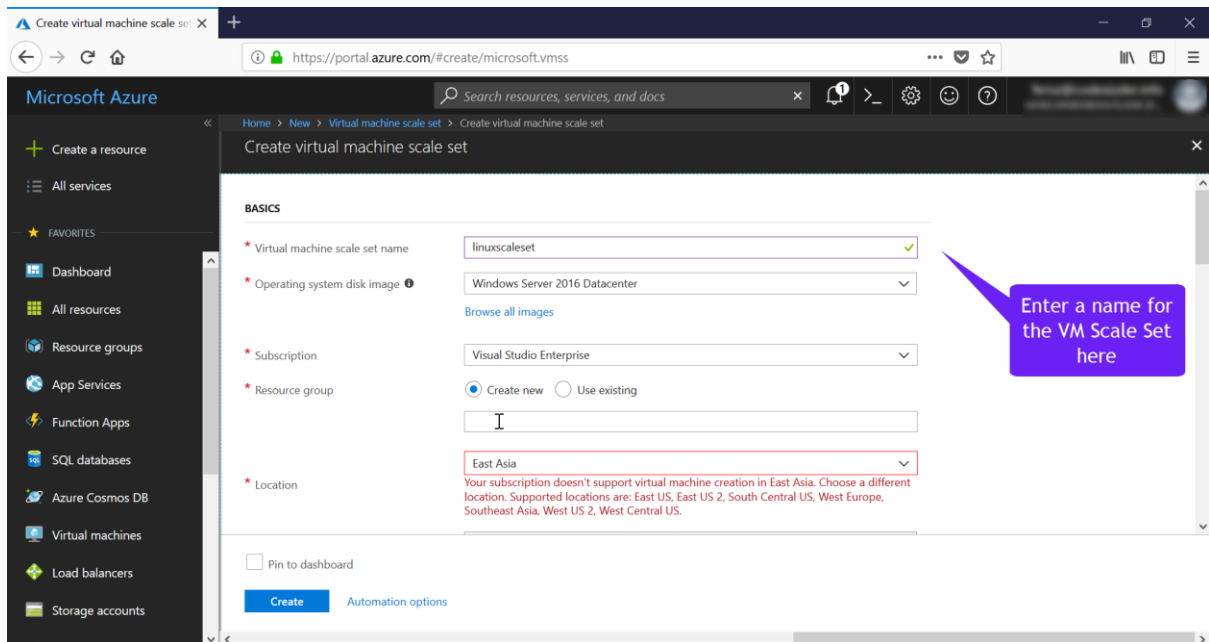 Create virtual machine scale set
https://portal.azure.com/#create/microsoft.vmss
Microsoft Azure
Search resources, services, and docs
1
Home > New > Virtual machine scale set > Create virtual machine scale set
Create virtual machine scale set
Create a resource
All services
FAVORITES
Dashboard
All resources
Resource groups
App Services
Function Apps
SQL databases
Azure Cosmos DB
Virtual machines
Load balancers
Storage accounts
BASICS
* Virtual machine scale set name
linuxscaleset
* Operating system disk image
Windows Server 2016 Datacenter
Browse all images
* Subscription
Visual Studio Enterprise
* Resource group
Create new
Use existing
* Location
East Asia
Your subscription doesn't support virtual machine creation in East Asia. Choose a different
location. Supported locations are: East US, East US 2, South Central US, West Europe,
Southeast Asia, West US 2, West Central US.
Enter a name for
the VM Scale Set
here
Pin to dashboard
Create
Automation options